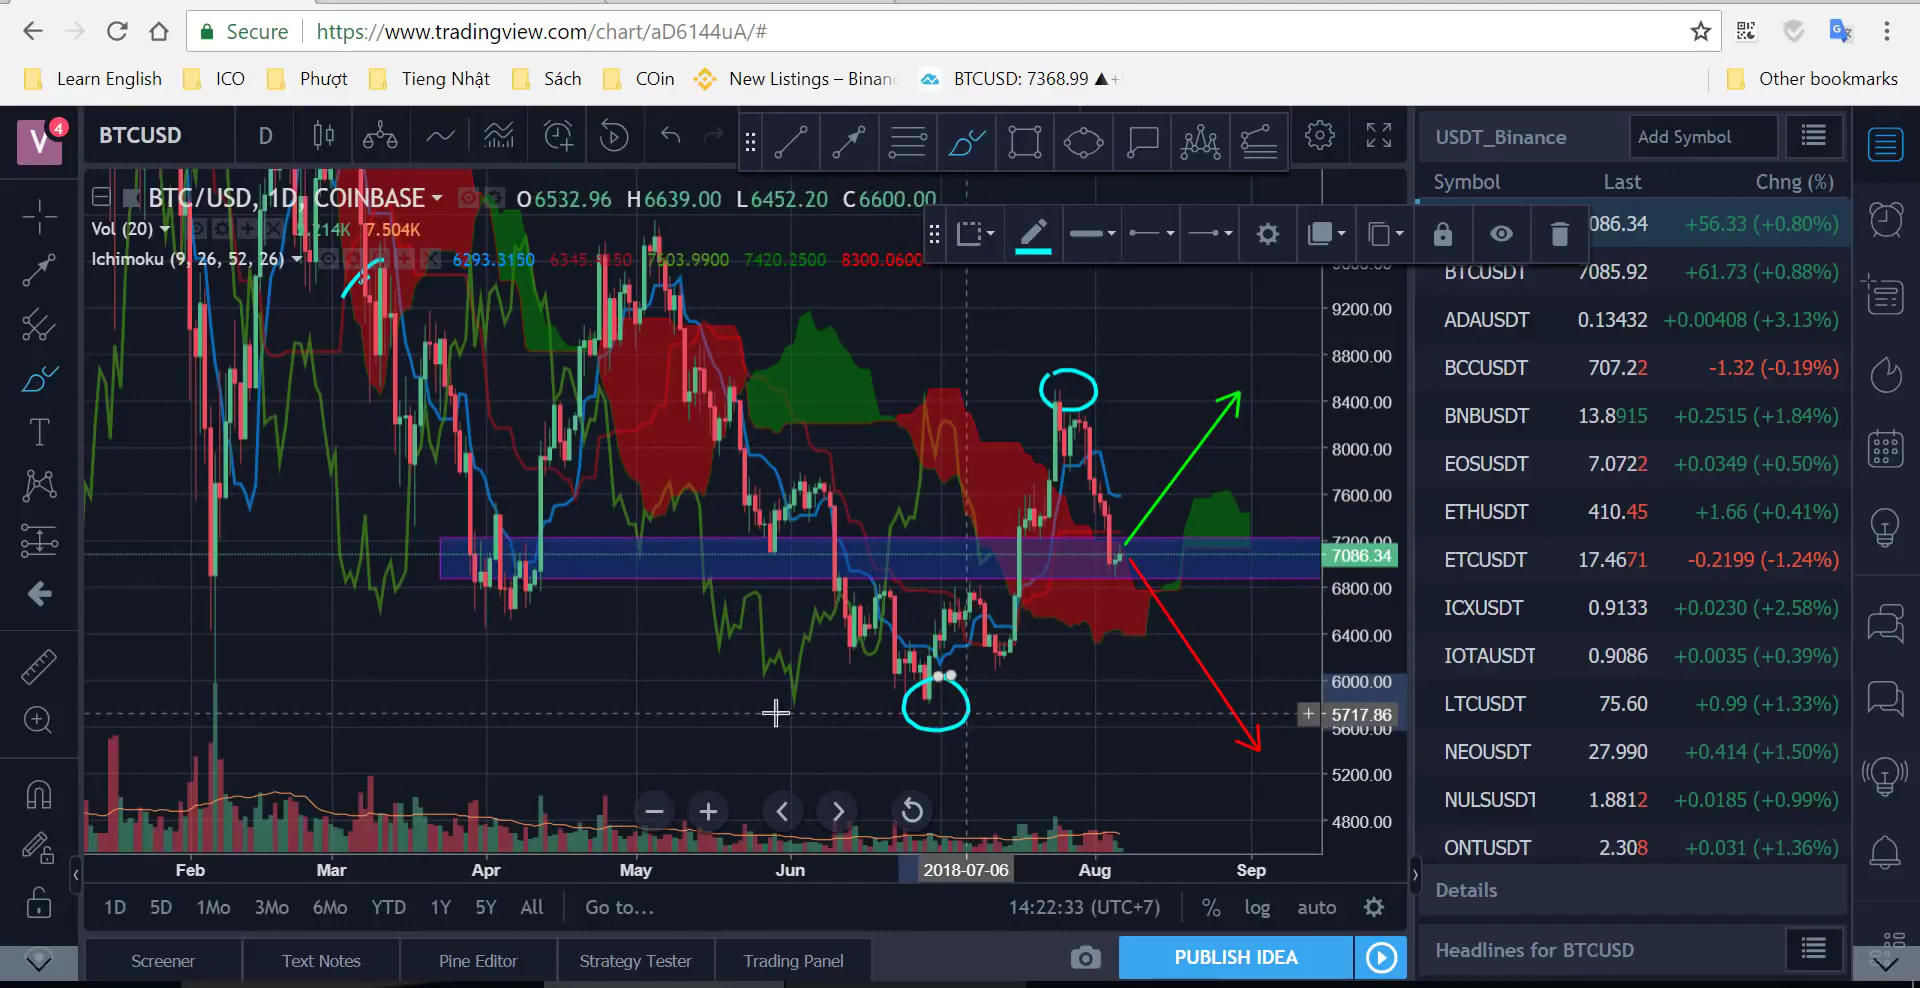 Secure https://www.tradingview.com/chart/aD6144uA/#
Learn English ICO Phượt Tieng Nhật Sách COin New Listings – Binan BTCUSD: 7368.99 ▲+ Other bookmarks
V 4 BTCUSD D
BTC/USD, 1D, COINBASE O6532.96 H6639.00 L6452.20 C6600.00
Vol (20) 7.504K
Ichimoku (9, 26, 52, 26) 6293.3150 7420.2500 8300.0600
9200.00
8800.00
8400.00
8000.00
7600.00
7200.00
7086.34
6800.00
6400.00
6000.00
+ 5717.86
5600.00
5200.00
4800.00
Feb Mar Apr May Jun 2018-07-06 Aug Sep
1D 5D 1Mo 3Mo 6Mo YTD 1Y 5Y All Go to... 14:22:33 (UTC+7) % log auto
Screener Text Notes Pine Editor Strategy Tester Trading Panel PUBLISH IDEA
USDT_Binance Add Symbol
Symbol Last Chng (%)
086.34 +56.33 (+0.80%)
BTCUSDT 7085.92 +61.73 (+0.88%)
ADAUSDT 0.13432 +0.00408 (+3.13%)
BCCUSDT 707.22 -1.32 (-0.19%)
BNBUSDT 13.8915 +0.2515 (+1.84%)
EOSUSDT 7.0722 +0.0349 (+0.50%)
ETHUSDT 410.45 +1.66 (+0.41%)
ETCUSDT 17.4671 -0.2199 (-1.24%)
ICXUSDT 0.9133 +0.0230 (+2.58%)
IOTAUSDT 0.9086 +0.0035 (+0.39%)
LTCUSDT 75.60 +0.99 (+1.33%)
NEOUSDT 27.990 +0.414 (+1.50%)
NULSUSDT 1.8812 +0.0185 (+0.99%)
ONTUSDT 2.308 +0.031 (+1.36%)
Details
Headlines for BTCUSD